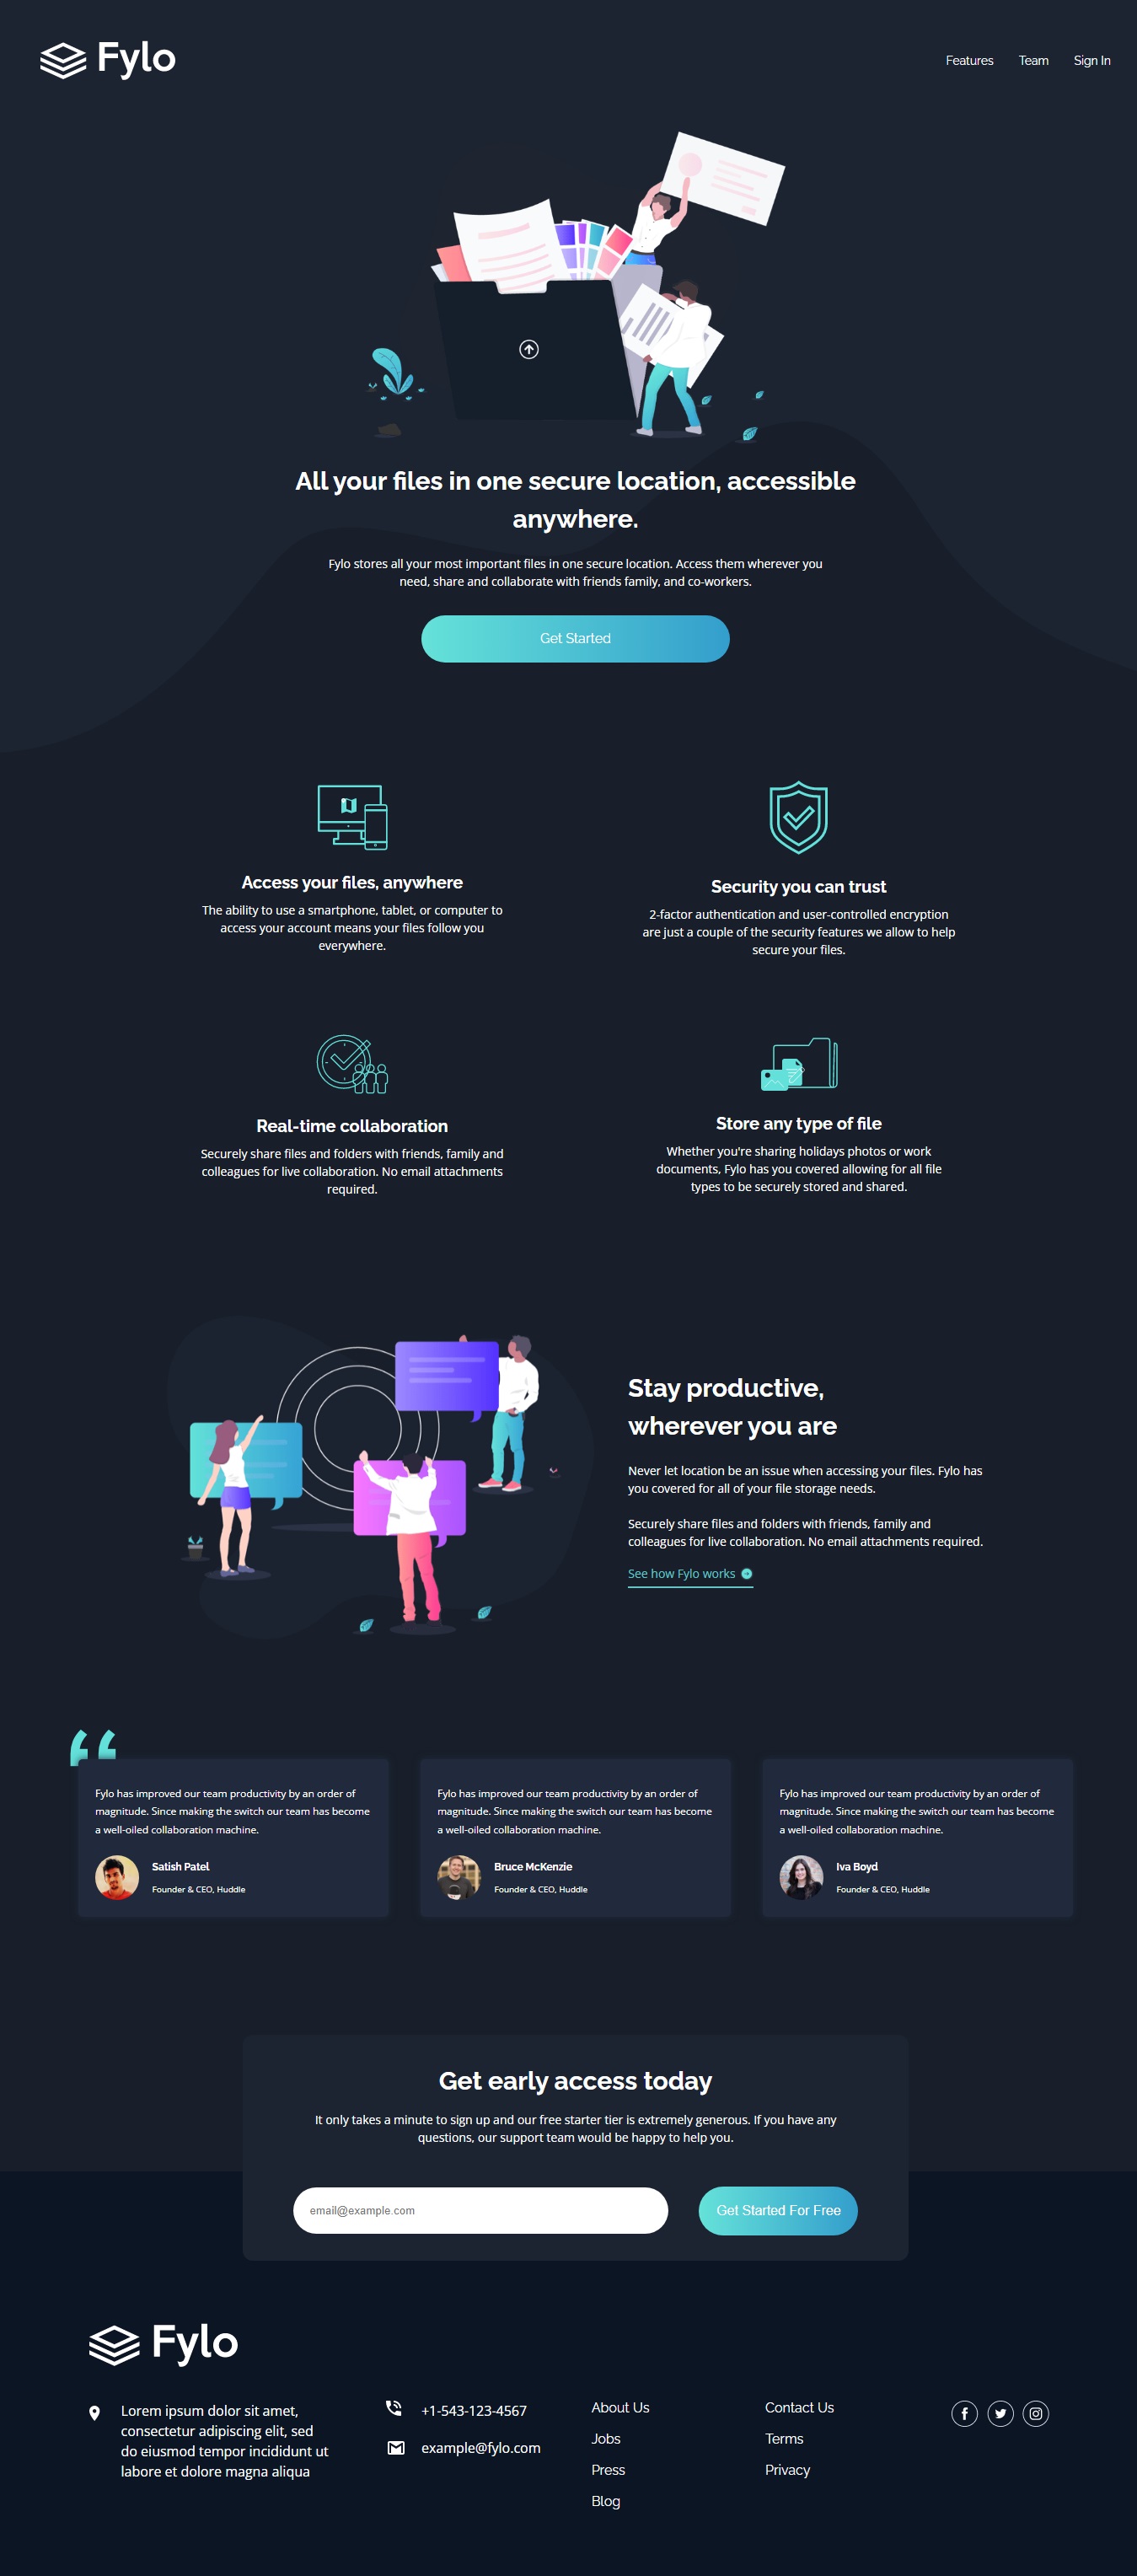 Fylo
Features
Team
Sign In
All your files in one secure location, accessible
anywhere.
Fylo stores all your most important files in one secure location. Access them wherever you
need, share and collaborate with friends family, and co-workers.
Get Started
Access your files, anywhere
The ability to use a smartphone, tablet, or computer to
access your account means your files follow you
everywhere.
Security you can trust
2-factor authentication and user-controlled encryption
are just a couple of the security features we allow to help
secure your files.
Real-time collaboration
Securely share files and folders with friends, family and
colleagues for live collaboration. No email attachments
required.
Store any type of file
Whether you're sharing holidays photos or work
documents, Fylo has you covered allowing for all file
types to be securely stored and shared.
Stay productive,
wherever you are
Never let location be an issue when accessing your files. Fylo has
you covered for all of your file storage needs.
Securely share files and folders with friends, family and
colleagues for live collaboration. No email attachments required.
See how Fylo works
“
Fylo has improved our team productivity by an order of
magnitude. Since making the switch our team has become
a well-oiled collaboration machine.
Satish Patel
Founder & CEO, Huddle
Fylo has improved our team productivity by an order of
magnitude. Since making the switch our team has become
a well-oiled collaboration machine.
Bruce McKenzie
Founder & CEO, Huddle
Fylo has improved our team productivity by an order of
magnitude. Since making the switch our team has become
a well-oiled collaboration machine.
Iva Boyd
Founder & CEO, Huddle
Get early access today
It only takes a minute to sign up and our free starter tier is extremely generous. If you have any
questions, our support team would be happy to help you.
email@example.com
Get Started For Free
Fylo
Lorem ipsum dolor sit amet,
consectetur adipiscing elit, sed
do eiusmod tempor incididunt ut
labore et dolore magna aliqua
+1-543-123-4567
example@fylo.com
About Us
Jobs
Press
Blog
Contact Us
Terms
Privacy